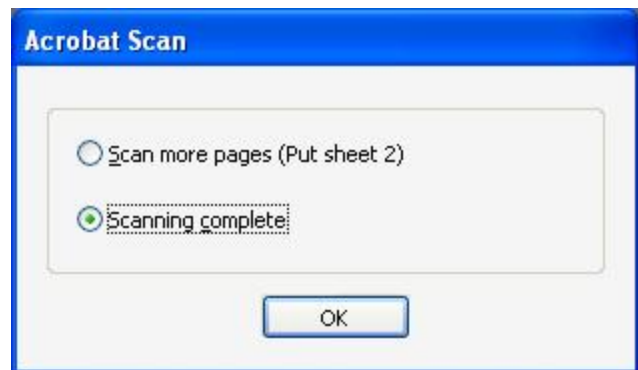 Acrobat Scan
Scan more pages (Put sheet 2)
Scanning complete
OK